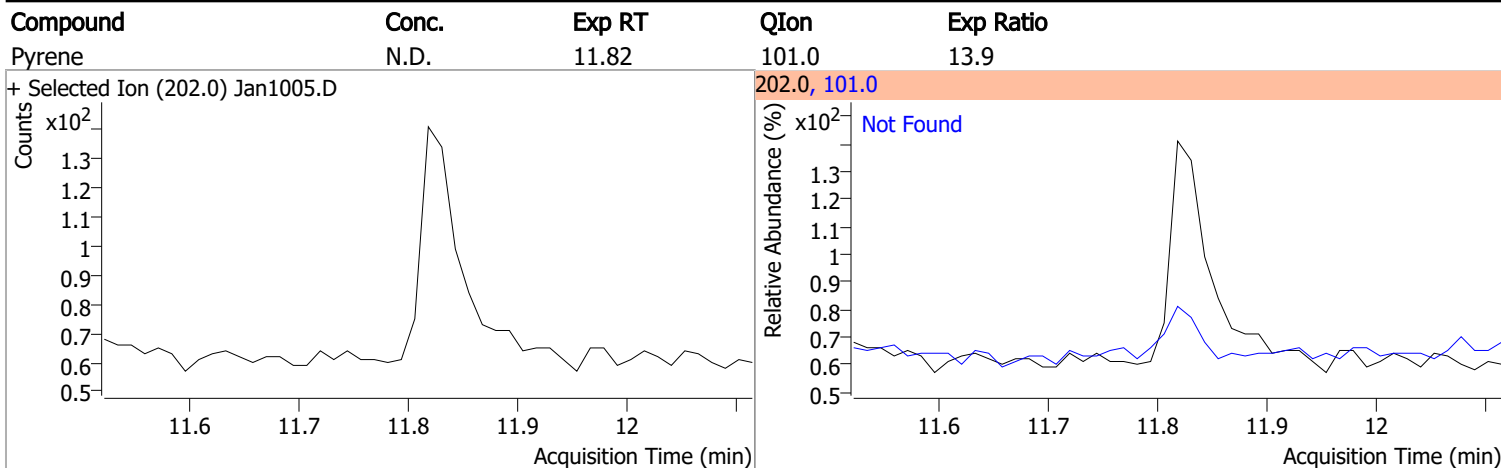 Compound Conc. Exp RT QIon Exp Ratio
Pyrene N.D. 11.82 101.0 13.9
+ Selected Ion (202.0) Jan1005.D
Counts
x10²
1.3
1.2
1.1
1
0.9
0.8
0.7
0.6
0.5
11.6 11.7 11.8 11.9 12
Acquisition Time (min)
202.0, 101.0
Relative Abundance (%)
x10²
Not Found
1.3
1.2
1.1
1
0.9
0.8
0.7
0.6
0.5
11.6 11.7 11.8 11.9 12
Acquisition Time (min)